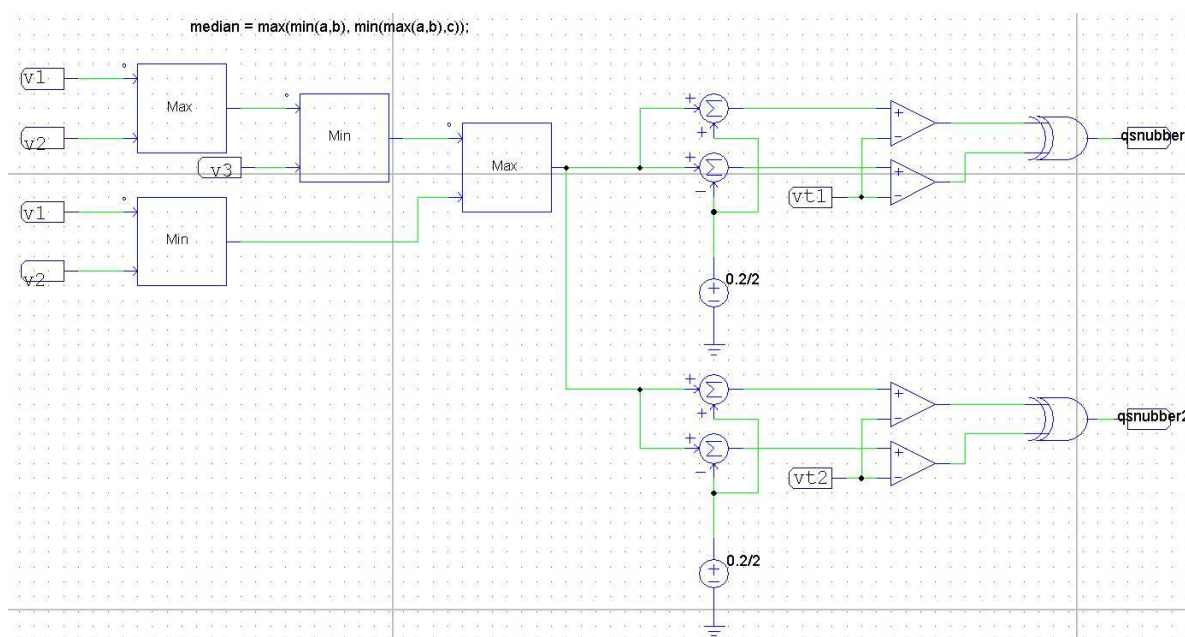 median = max(min(a,b), min(max(a,b),c));
v1
Max
v2
Min
v3
Max
v1
Min
v2
+
+
Σ
+
-
Σ
+
-
+
-
vt1
qsnubber
0.2/2
+
-
+
+
Σ
+
-
Σ
+
-
+
-
vt2
qsnubber2
0.2/2
+
-